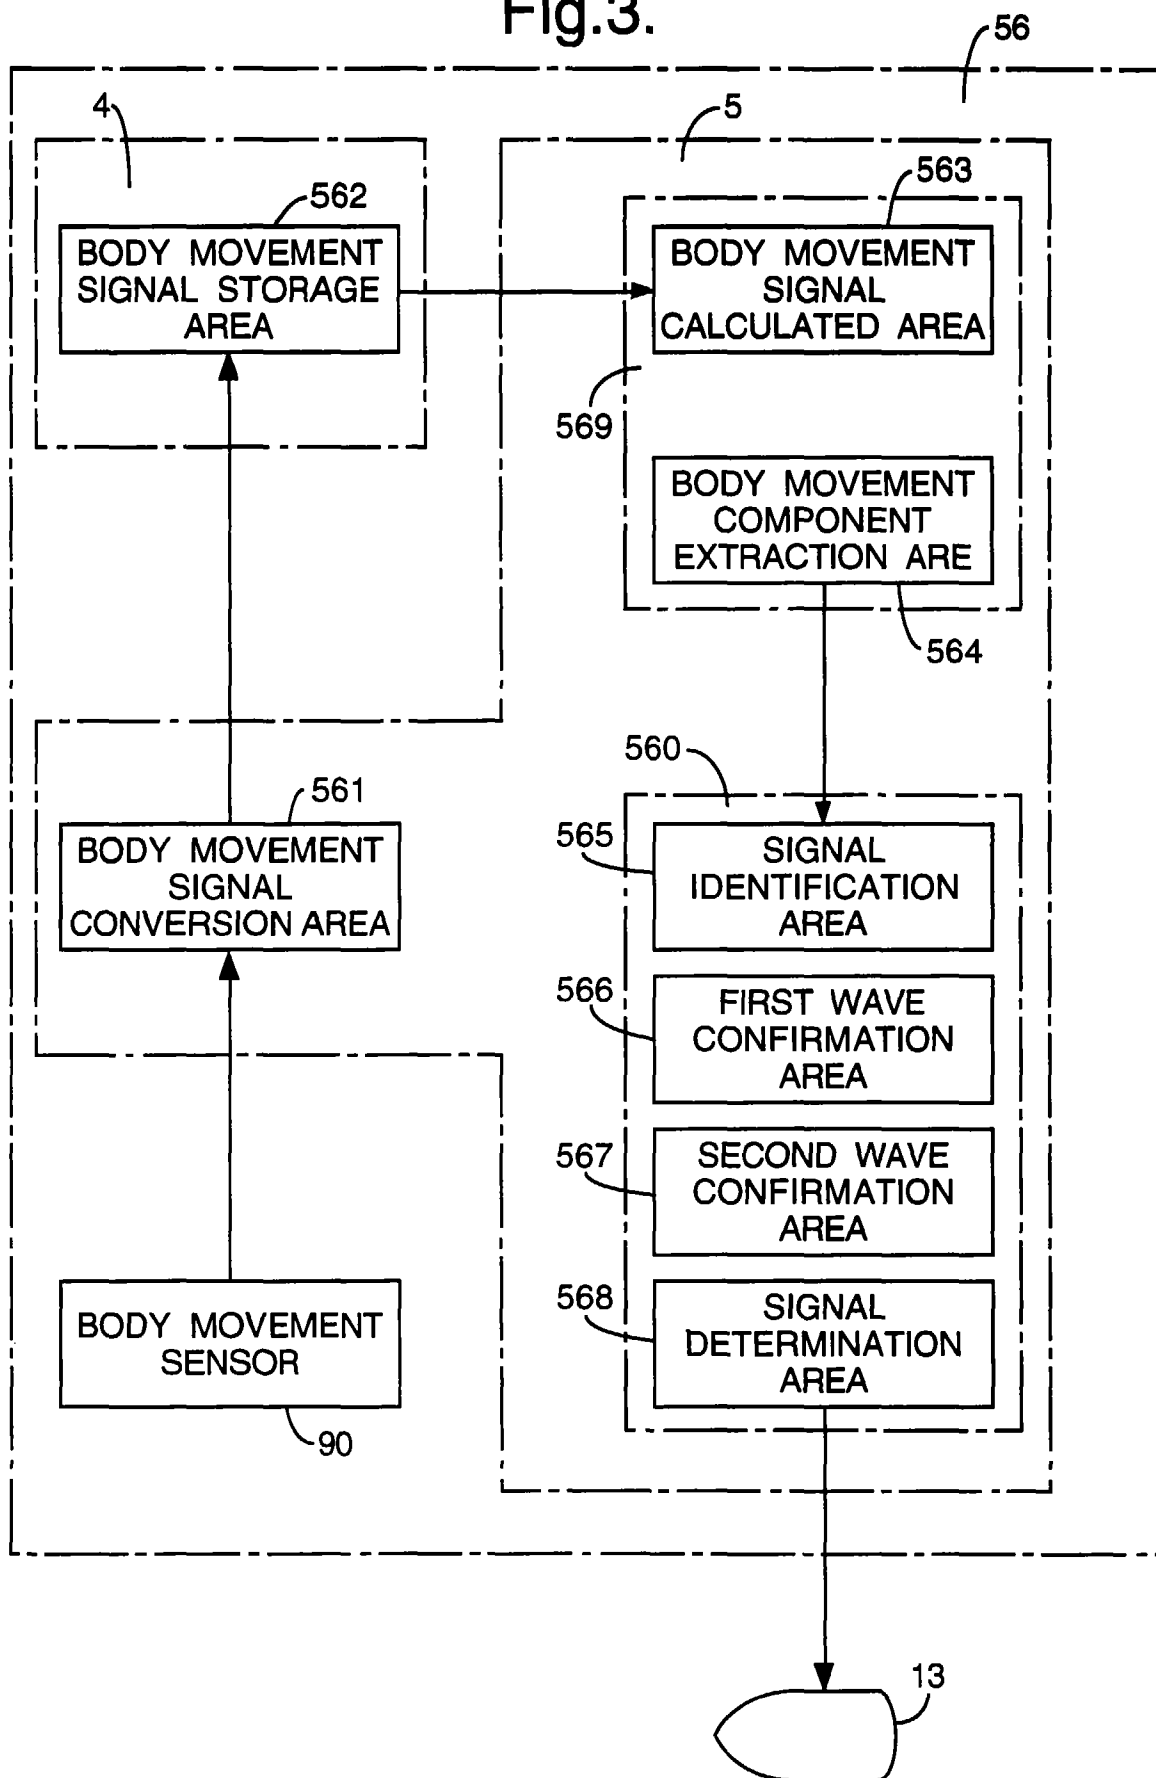 Fig.3.
56
4
5
562
BODY MOVEMENT
SIGNAL STORAGE
AREA
563
BODY MOVEMENT
SIGNAL
CALCULATED AREA
569
BODY MOVEMENT
COMPONENT
EXTRACTION ARE
564
560
561
BODY MOVEMENT
SIGNAL
CONVERSION AREA
565
SIGNAL
IDENTIFICATION
AREA
566
FIRST WAVE
CONFIRMATION
AREA
567
SECOND WAVE
CONFIRMATION
AREA
BODY MOVEMENT
SENSOR
90
568
SIGNAL
DETERMINATION
AREA
13